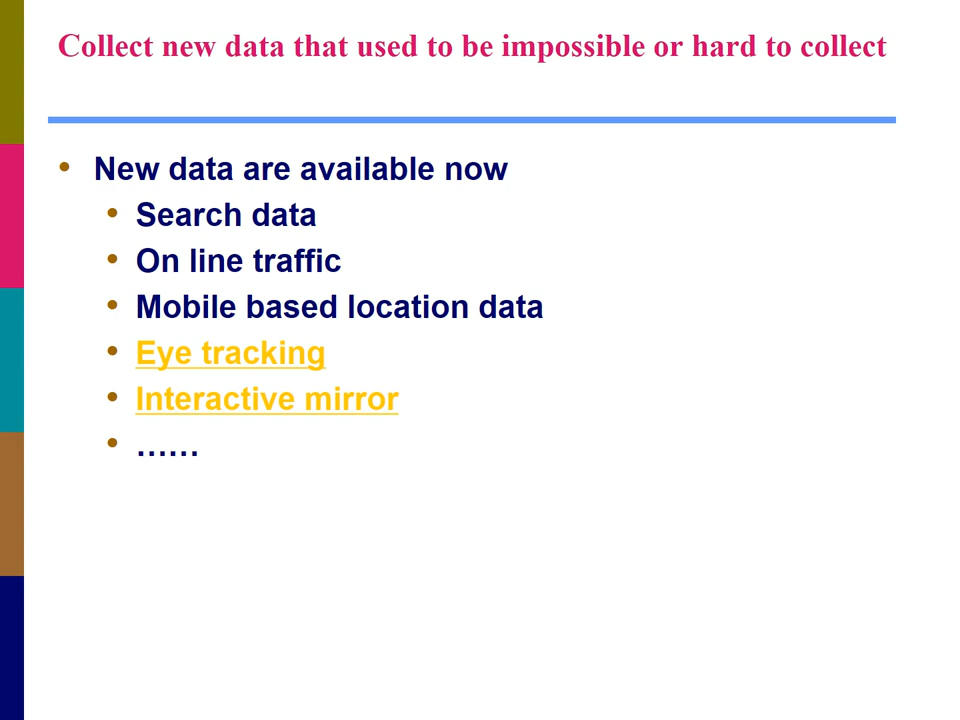 Collect new data that used to be impossible or hard to collect
• New data are available now
• Search data
• On line traffic
• Mobile based location data
• Eye tracking
• Interactive mirror
• ……